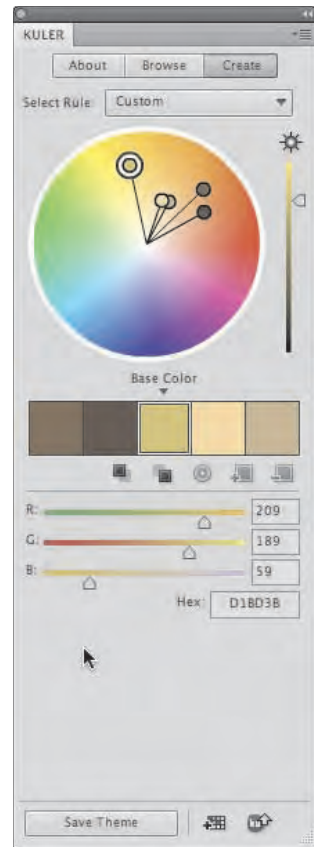 KULER
About Browse Create
Select Rule: Custom
Base Color
R: 209
G: 189
B: 59
Hex: D1BD3B
Save Theme